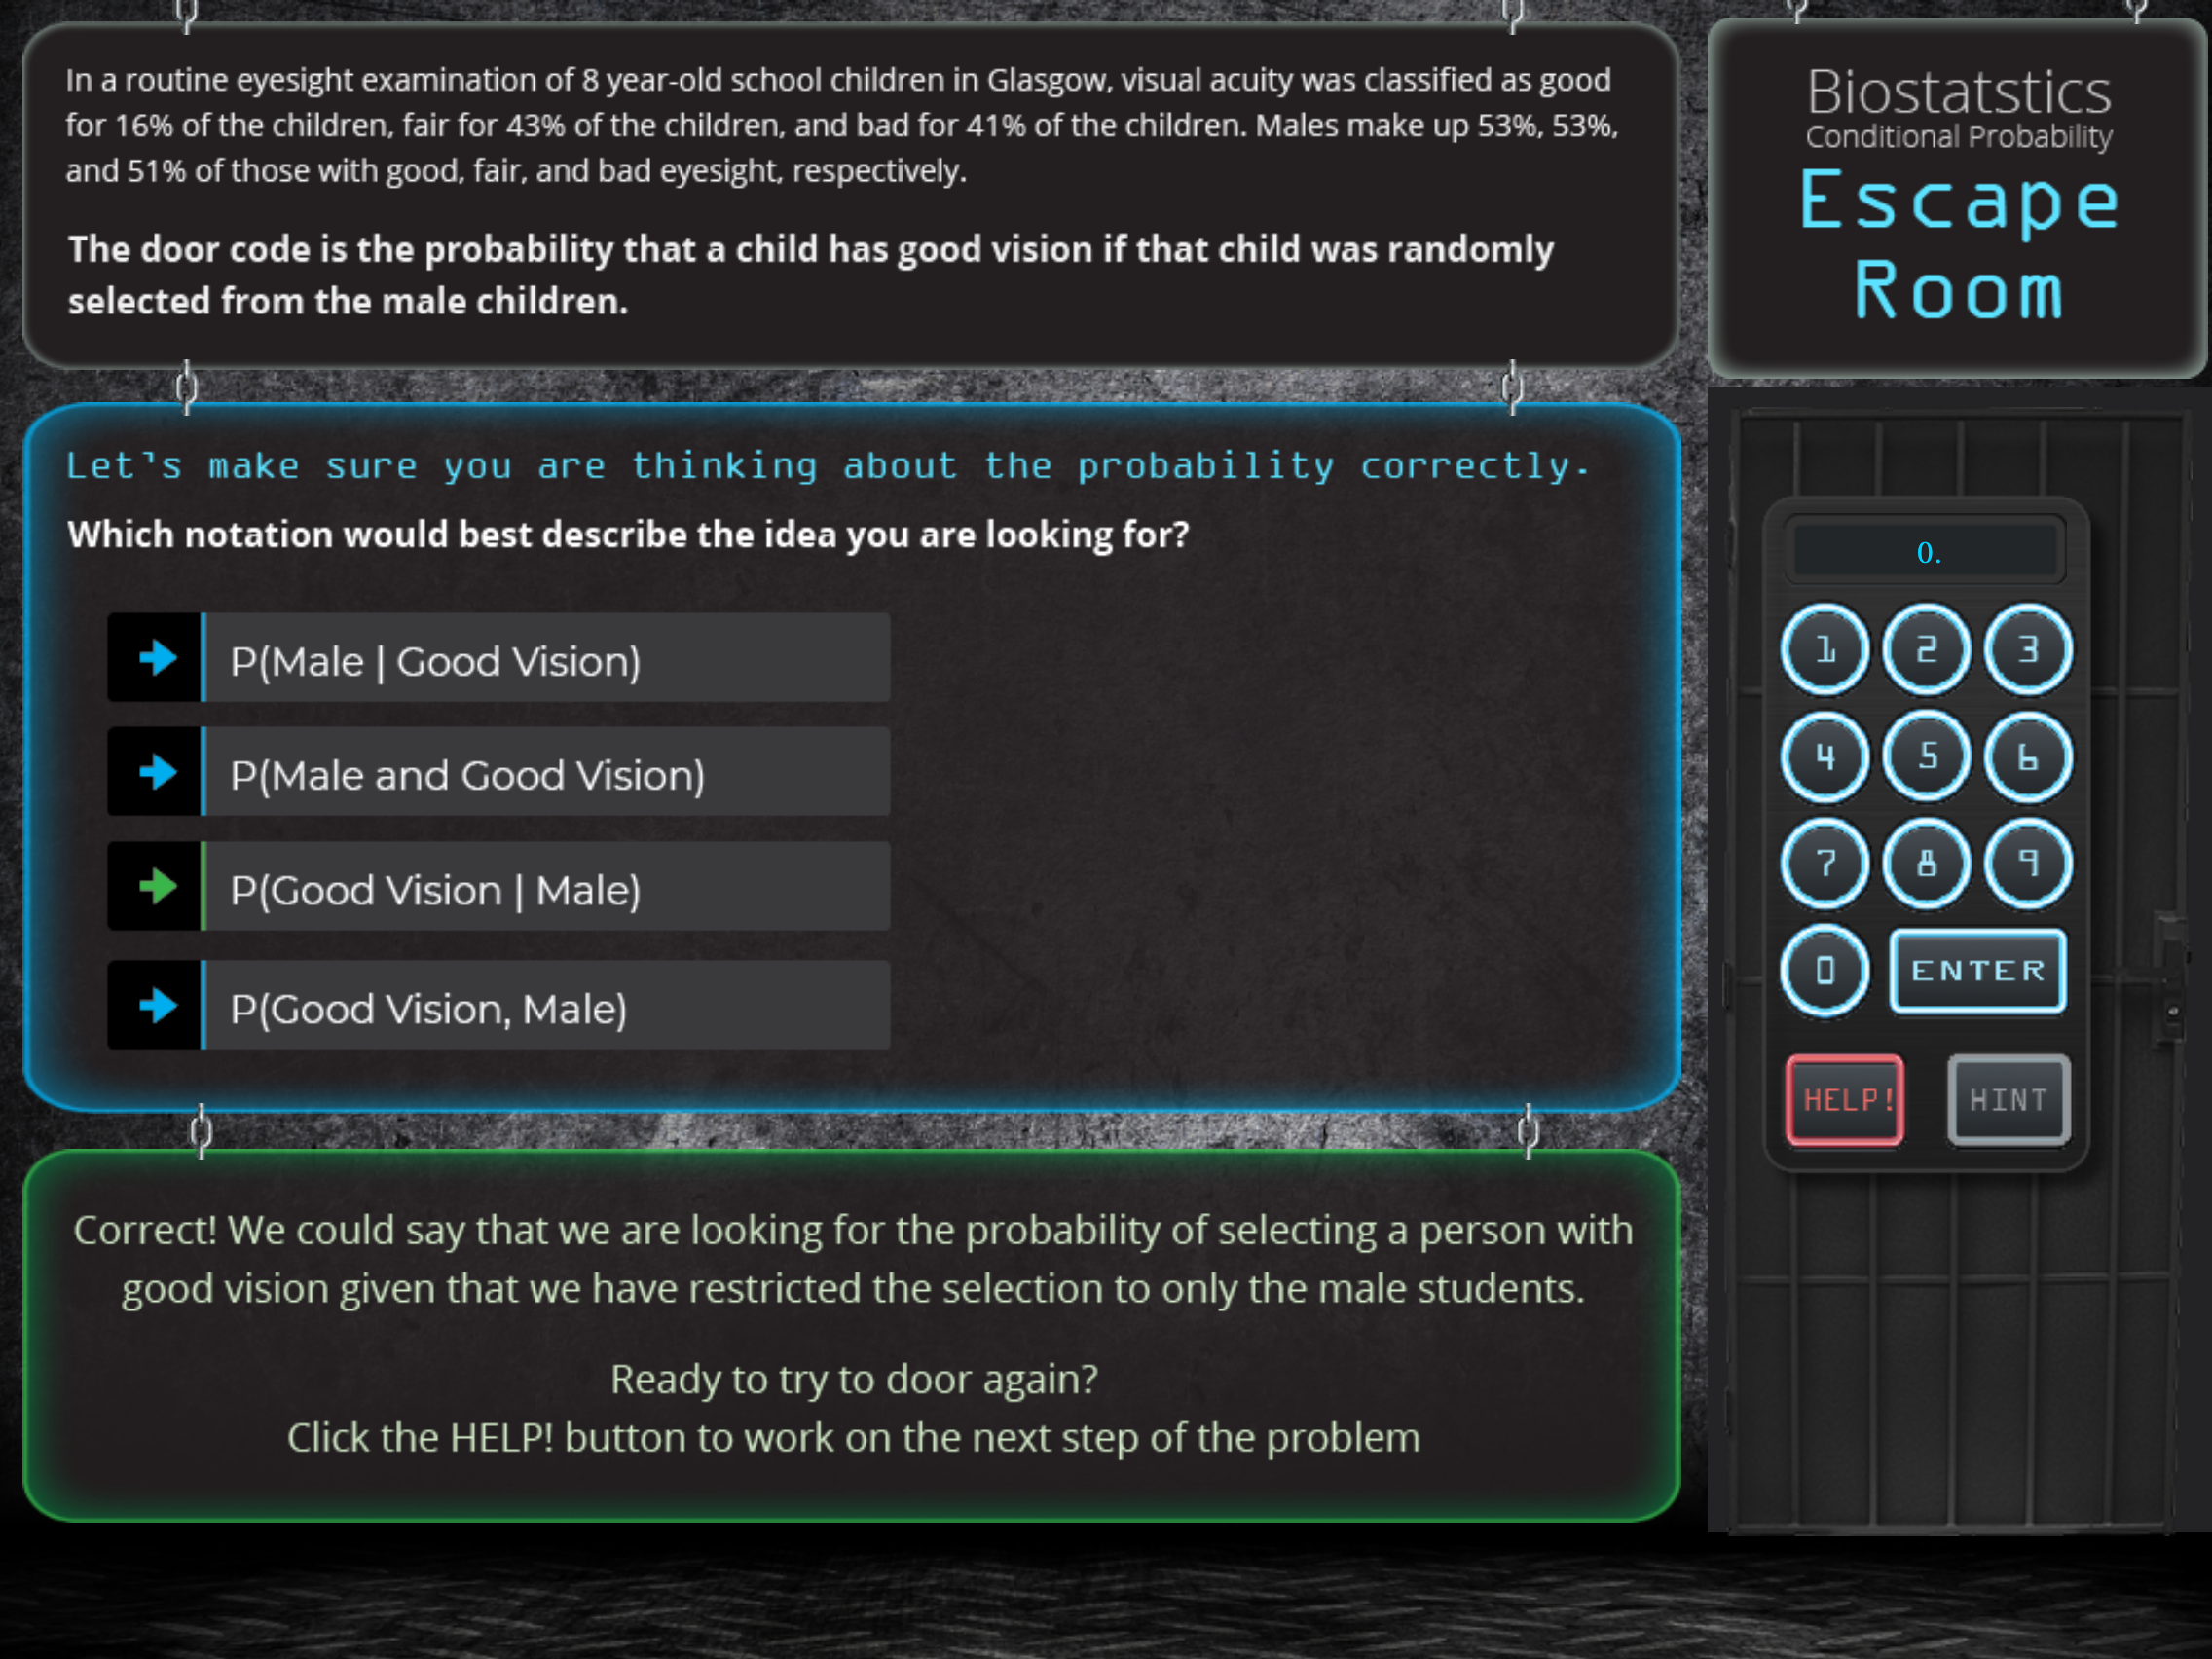 In a routine eyesight examination of 8 year-old school children in Glasgow, visual acuity was classified as good
for 16% of the children, fair for 43% of the children, and bad for 41% of the children. Males make up 53%, 53%,
and 51% of those with good, fair, and bad eyesight, respectively.
The door code is the probability that a child has good vision if that child was randomly
selected from the male children.
Biostatstics
Conditional Probability
Escape
Room
Let's make sure you are thinking about the probability correctly.
Which notation would best describe the idea you are looking for?
P(Male | Good Vision)
P(Male and Good Vision)
P(Good Vision | Male)
P(Good Vision, Male)
0.
1 2 3
4 5 6
7 8 9
0 ENTER
HELP! HINT
Correct! We could say that we are looking for the probability of selecting a person with
good vision given that we have restricted the selection to only the male students.
Ready to try to door again?
Click the HELP! button to work on the next step of the problem